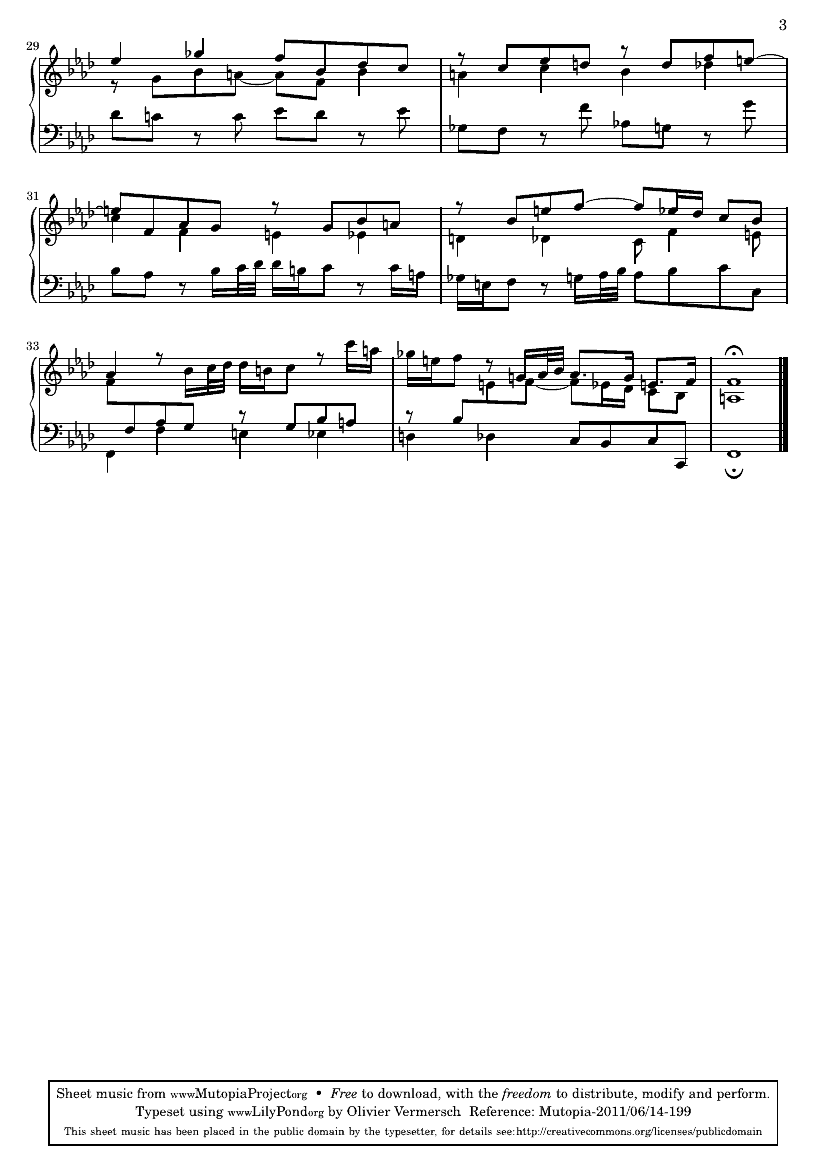 3
29
31
33
Sheet music from www.MutopiaProject.org • Free to download, with the freedom to distribute, modify and perform.
Typeset using www.LilyPond.org by Olivier Vermersch Reference: Mutopia-2011/06/14-199
This sheet music has been placed in the public domain by the typesetter, for details see:http://creativecommons.org/licenses/publicdomain